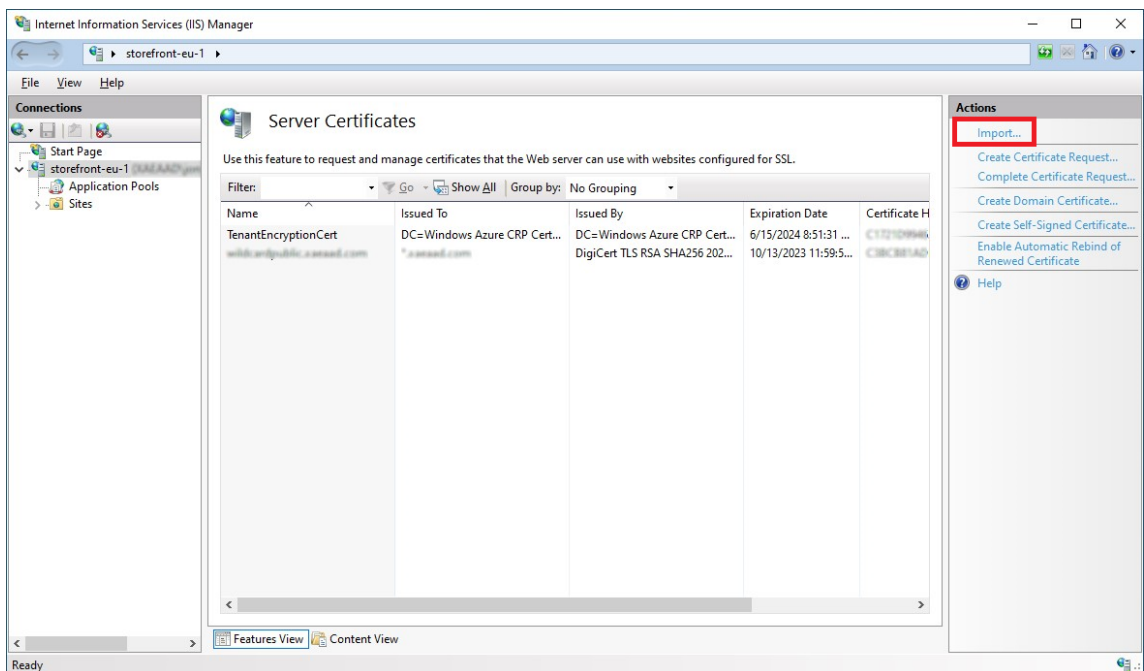 Internet Information Services (IIS) Manager
storefront-eu-1
File View Help
Connections
Start Page
storefront-eu-1
Application Pools
Sites
Server Certificates
Use this feature to request and manage certificates that the Web server can use with websites configured for SSL.
Filter: Go Show All Group by: No Grouping
Name Issued To Issued By Expiration Date Certificate H
TenantEncryptionCert DC=Windows Azure CRP Cert... DC=Windows Azure CRP Cert... 6/15/2024 8:51:31 ...
DigiCert TLS RSA SHA256 202... 10/13/2023 11:59:5...
Features View Content View
Actions
Import...
Create Certificate Request...
Complete Certificate Request...
Create Domain Certificate...
Create Self-Signed Certificate...
Enable Automatic Rebind of
Renewed Certificate
Help
Ready